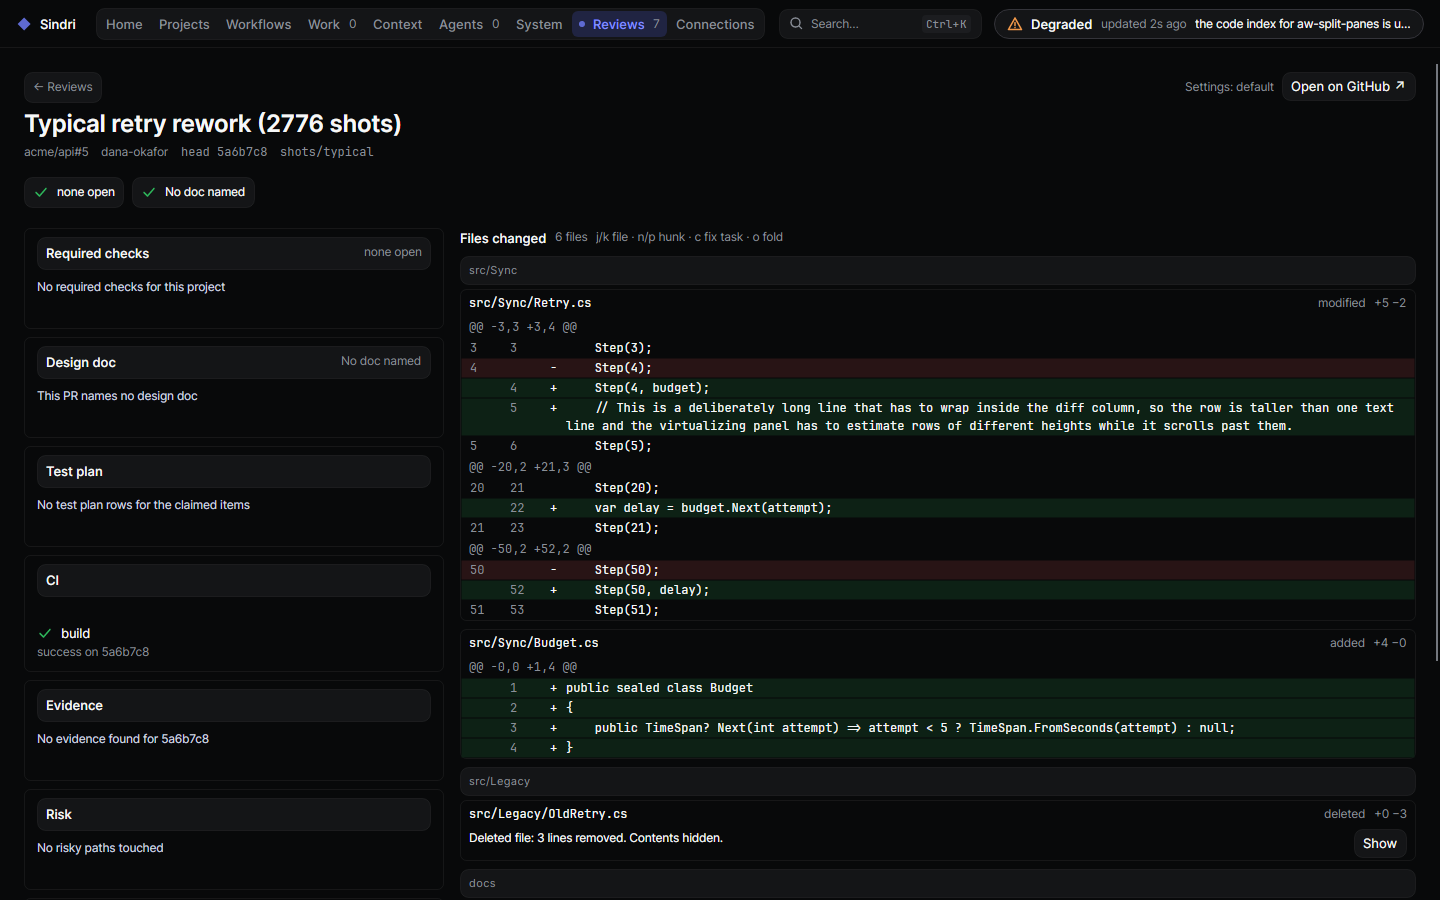 Sindri Home Projects Workflows Work 0 Context Agents 0 System Reviews 7 Connections Search... Ctrl+K Degraded updated 2s ago the code index for aw-split-panes is u...
← Reviews
Settings: default Open on GitHub ↗
Typical retry rework (2776 shots)
acme/api#5 dana-okafor head 5a6b7c8 shots/typical
none open No doc named
Required checks none open
No required checks for this project
Design doc No doc named
This PR names no design doc
Test plan
No test plan rows for the claimed items
CI
build
success on 5a6b7c8
Evidence
No evidence found for 5a6b7c8
Risk
No risky paths touched
Files changed 6 files j/k file · n/p hunk · c fix task · o fold
src/Sync
src/Sync/Retry.cs modified +5 −2
@@ -3,3 +3,4 @@
3 3 Step(3);
4 - Step(4);
4 + Step(4, budget);
5 + // This is a deliberately long line that has to wrap inside the diff column, so the row is taller than one text
line and the virtualizing panel has to estimate rows of different heights while it scrolls past them.
5 6 Step(5);
@@ -20,2 +21,3 @@
20 21 Step(20);
22 + var delay = budget.Next(attempt);
21 23 Step(21);
@@ -50,2 +52,2 @@
50 - Step(50);
52 + Step(50, delay);
51 53 Step(51);
src/Sync/Budget.cs added +4 −0
@@ -0,0 +1,4 @@
1 + public sealed class Budget
2 + {
3 + public TimeSpan? Next(int attempt) => attempt < 5 ? TimeSpan.FromSeconds(attempt) : null;
4 + }
src/Legacy
src/Legacy/OldRetry.cs deleted +0 −3
Deleted file: 3 lines removed. Contents hidden.
Show
docs